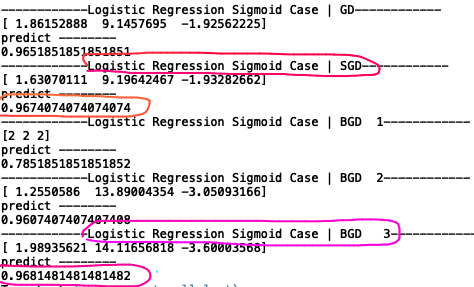 ------------Logistic Regression Sigmoid Case | GD------------
[ 1.86152888  9.1457695  -1.92562225]
predict --------
0.9651851851851851
------------Logistic Regression Sigmoid Case | SGD------------
[ 1.63070111  9.19642467 -1.93282662]
predict --------
0.9674074074074074
------------Logistic Regression Sigmoid Case | BGD  1------------
[2 2 2]
predict --------
0.7851851851851852
------------Logistic Regression Sigmoid Case | BGD  2------------
[ 1.2550586  13.89004354 -3.05093166]
predict --------
0.9607407407407408
------------Logistic Regression Sigmoid Case | BGD  3------------
[ 1.98935621 14.11656818 -3.60003568]
predict --------
0.9681481481481482